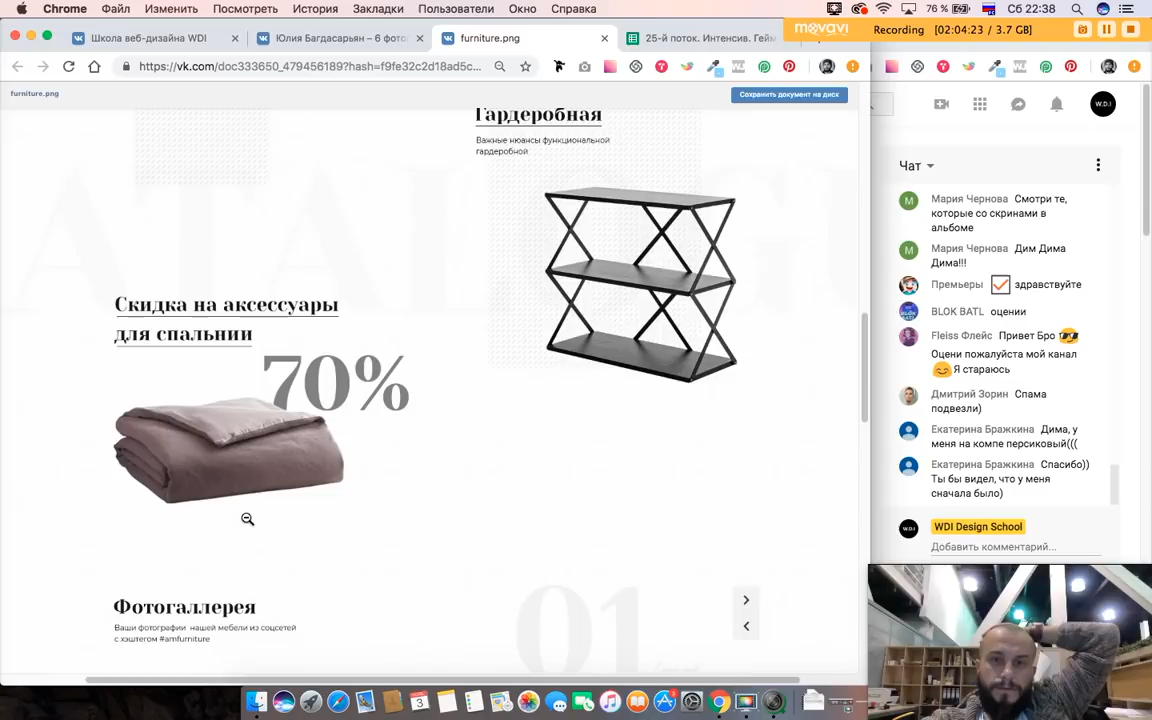 Chrome Файл Изменить Посмотреть История Закладки Пользователи Окно Справка
76 % Сб 22:38
Школа веб-дизайна WDI
Юлия Багдасарьян – 6 фото
furniture.png
25-й поток. Интенсив. Гейм
movavi
Recording 02:04:23 / 3.7 GB
https://vk.com/doc333650_479456189?hash=f9fe32c2d18ad5c...
furniture.png
Сохранить документ на диск
ATALOGU
Гардеробная
Важные нюансы функциональной
гардеробной
Скидка на аксессуары
для спальнии
70%
Фотогаллерея
Ваши фотографии нашей мебели из соцсетей
с хэштегом #amfurniture
01
W.D.I
Чат
М
Мария Чернова Смотри те,
которые со скринами в
альбоме
М
Мария Чернова Дим Дима
Дима!!!
Премьеры здравствуйте
BLOK BATL оцении
Fleiss Флейс Привет Бро
Оцени пожалуйста мой канал
Я стараюсь
Дмитрий Зорин Спама
подвезли)
Екатерина Бражкина Дима, у
меня на компе персиковый(((
Екатерина Бражкина Спасибо))
Ты бы видел, что у меня
сначала было)
W.D.I
WDI Design School
Добавить комментарий...
3